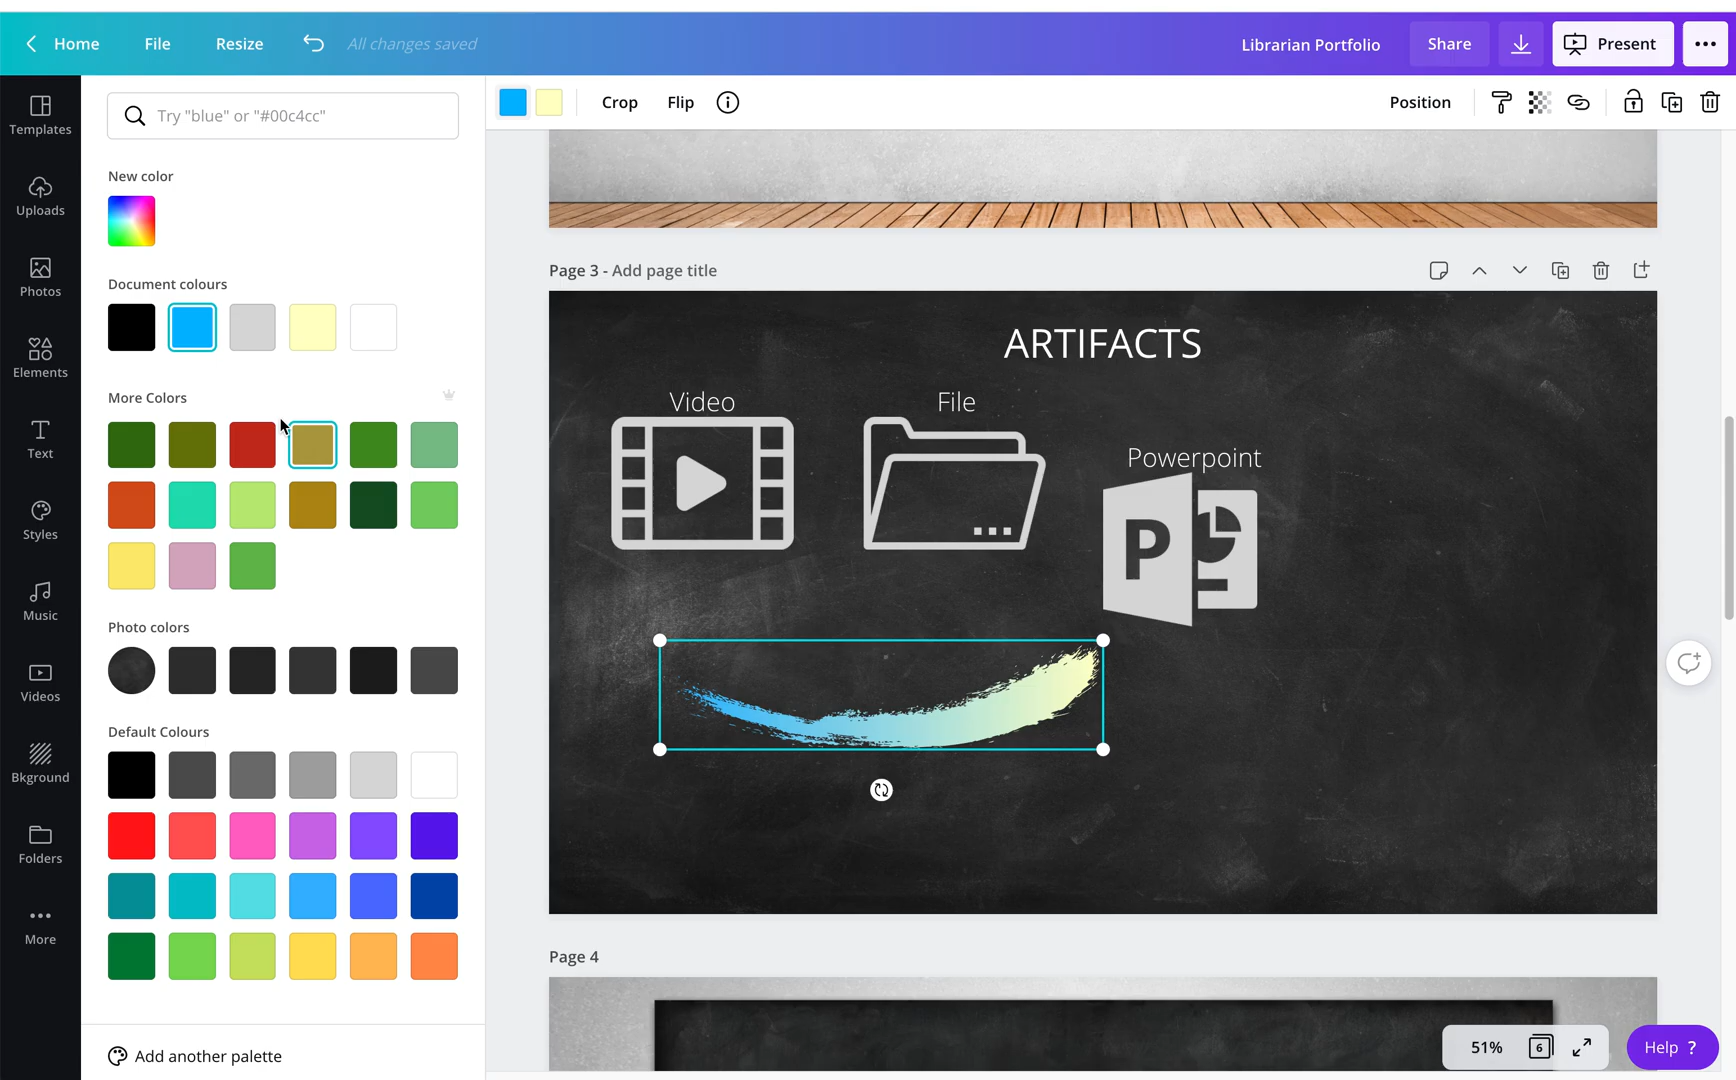 Home
File
Resize
All changes saved
Librarian Portfolio
Share
Present
Templates
Uploads
Photos
Elements
Text
Styles
Music
Videos
Bkground
Folders
More
Try "blue" or "#00c4cc"
New color
Document colours
More Colors
Photo colors
Default Colours
Add another palette
Crop
Flip
Position
Page 3 - Add page title
ARTIFACTS
Video
File
Powerpoint
P
Page 4
51%
6
Help ?